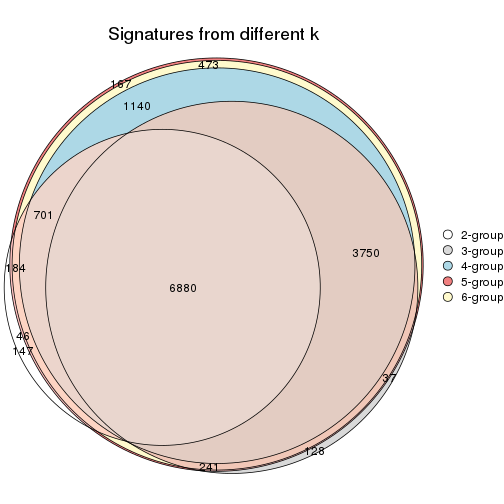 Signatures from different k
473
167
1140
701
3750
184
6880
46
147
37
128
241
2-group
3-group
4-group
5-group
6-group